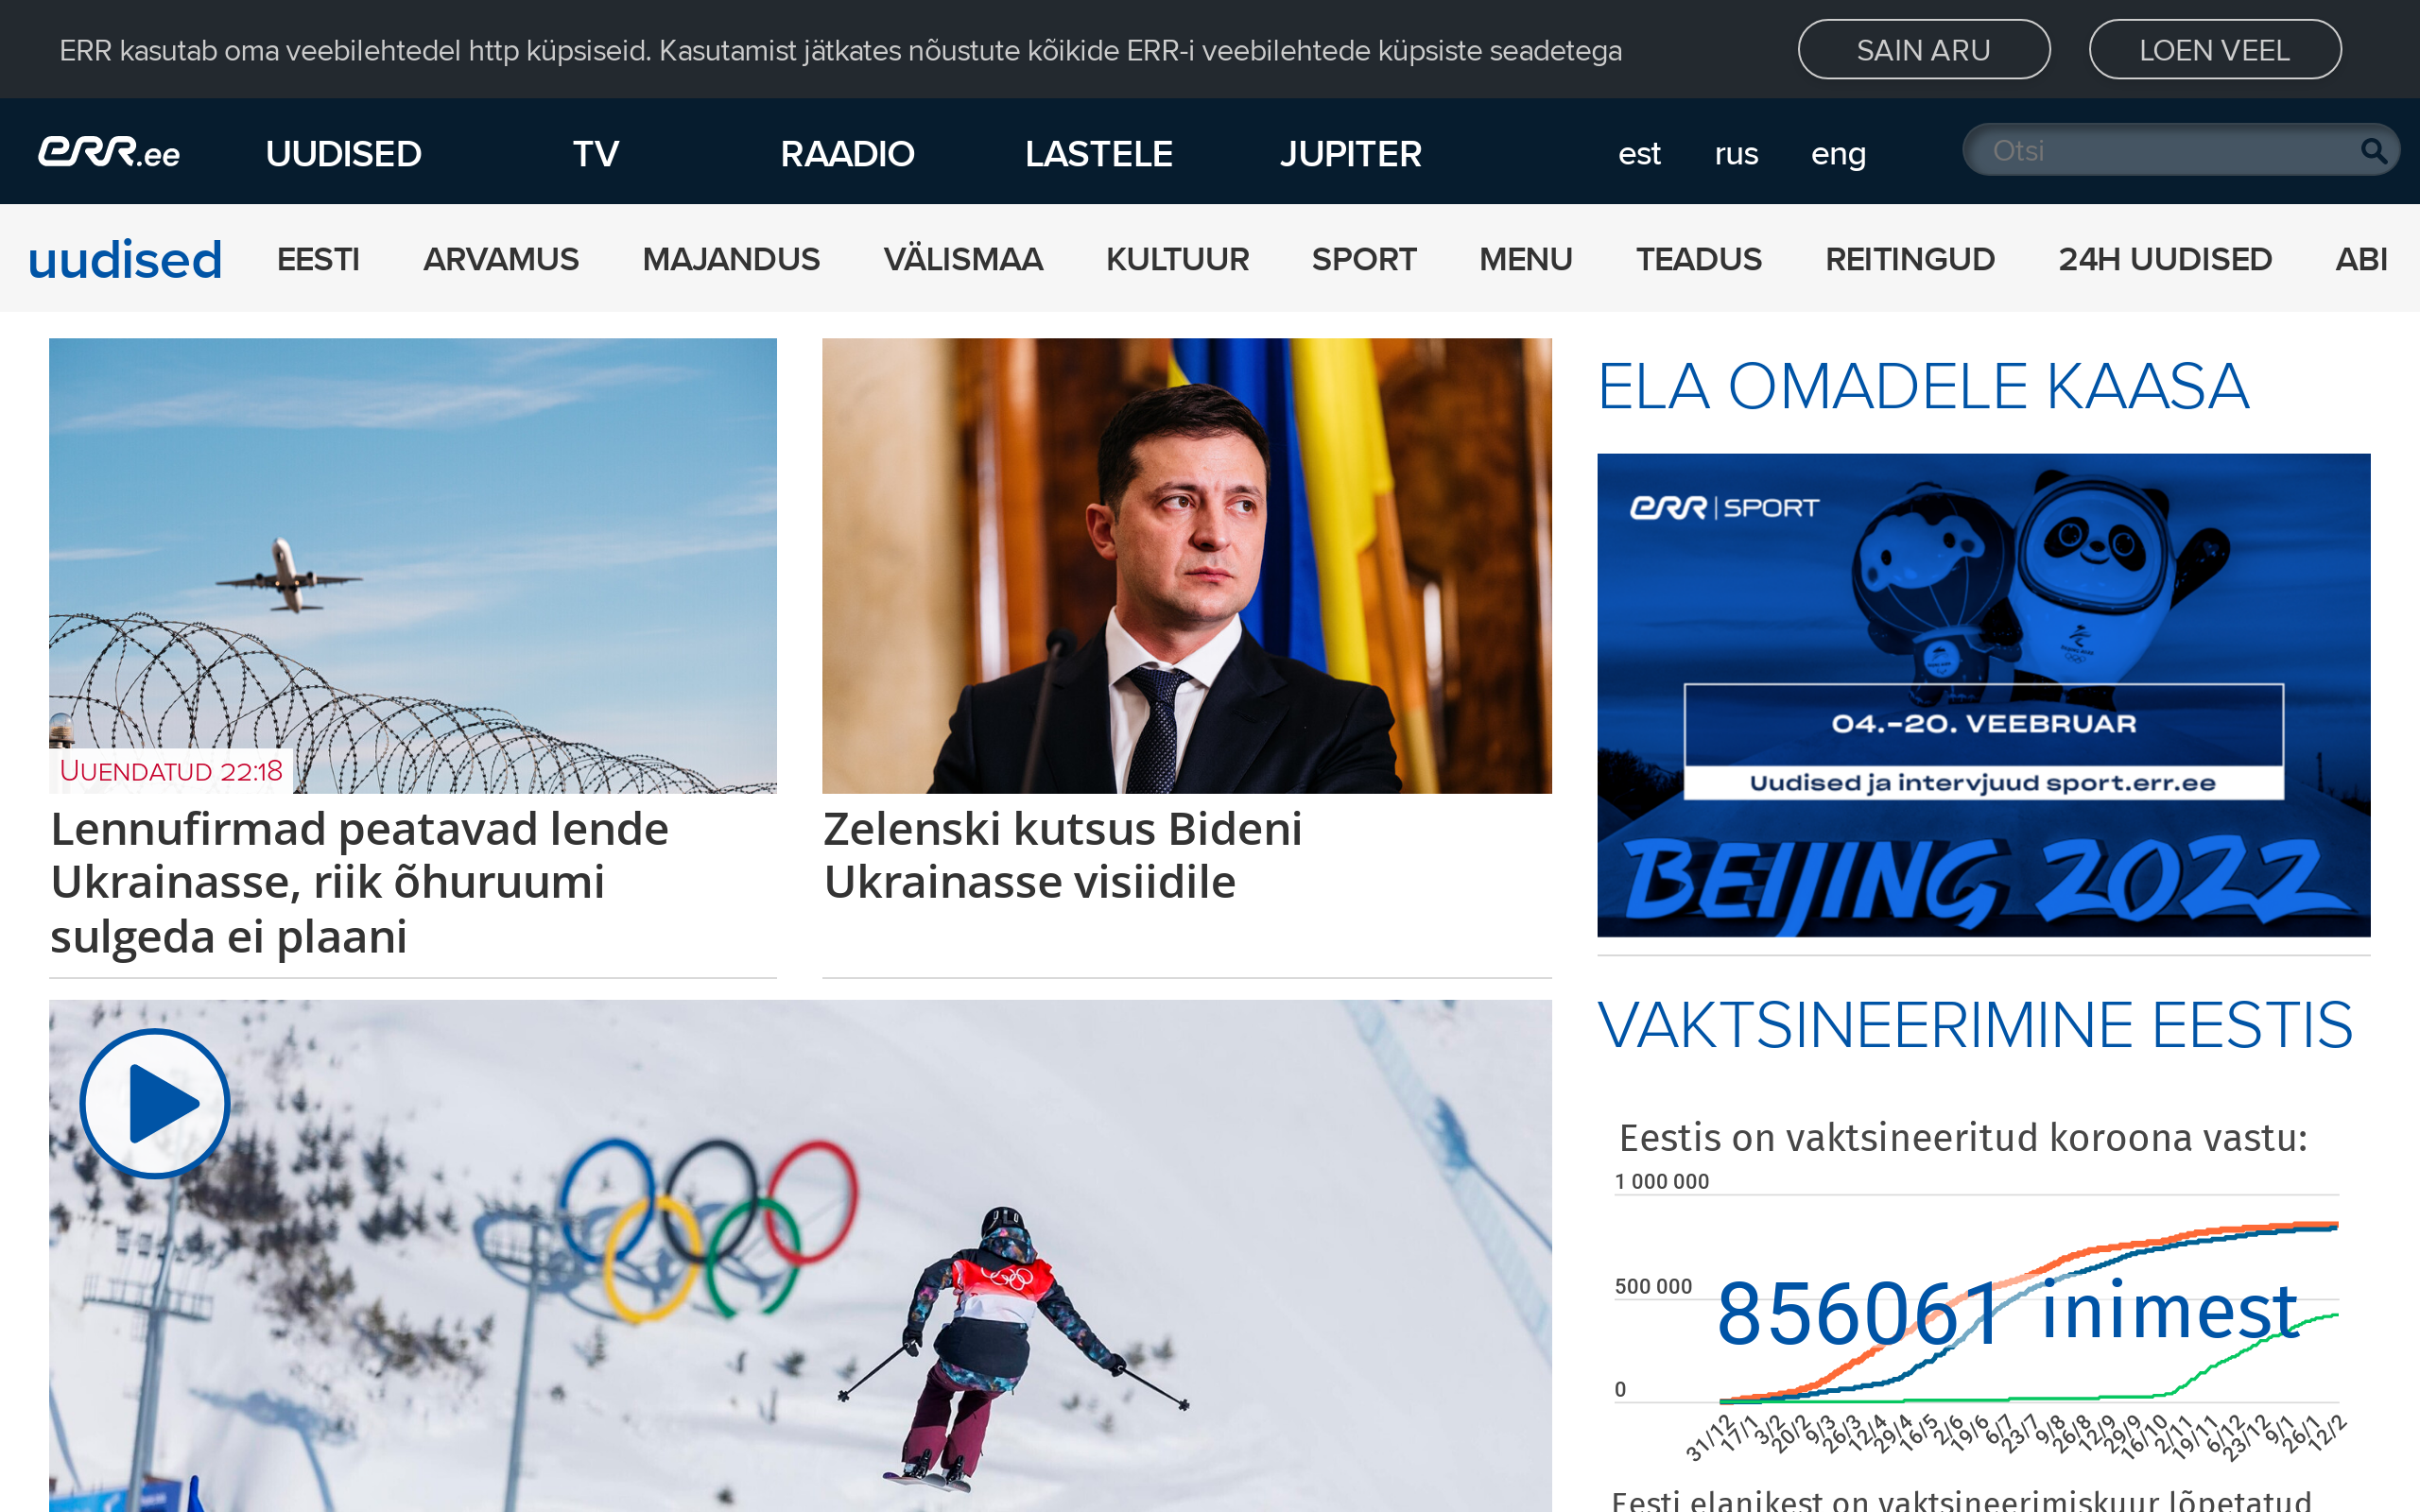 ERR kasutab oma veebilehtedel http küpsiseid. Kasutamist jätkates nõustute kõikide ERR-i veebilehtede küpsiste seadetega
SAIN ARU
LOEN VEEL
err.ee
UUDISED
TV
RAADIO
LASTELE
JUPITER
est
rus
eng
Otsi
uudised
EESTI
ARVAMUS
MAJANDUS
VÄLISMAA
KULTUUR
SPORT
MENU
TEADUS
REITINGUD
24H UUDISED
ABI
UUENDATUD 22:18
Lennufirmad peatavad lende
Ukrainasse, riik õhuruumi
sulgeda ei plaani
Zelenski kutsus Bideni
Ukrainasse visiidile
ELA OMADELE KAASA
err | SPORT
04.-20. VEEBRUAR
Uudised ja intervjuud sport.err.ee
BEIJING 2022
VAKTSINEERIMINE EESTIS
Eestis on vaktsineeritud koroona vastu:
1 000 000
500 000
856061 inimest
0
31/12 17/1 3/2 20/2 9/3 26/3 12/4 29/4 16/5 2/6 19/6 6/7 23/7 9/8 26/8 12/9 29/9 16/10 2/11 19/11 6/12 23/12 9/1 26/1 12/2
Eesti elanikest on vaktsineerimiskuur lõpetatud